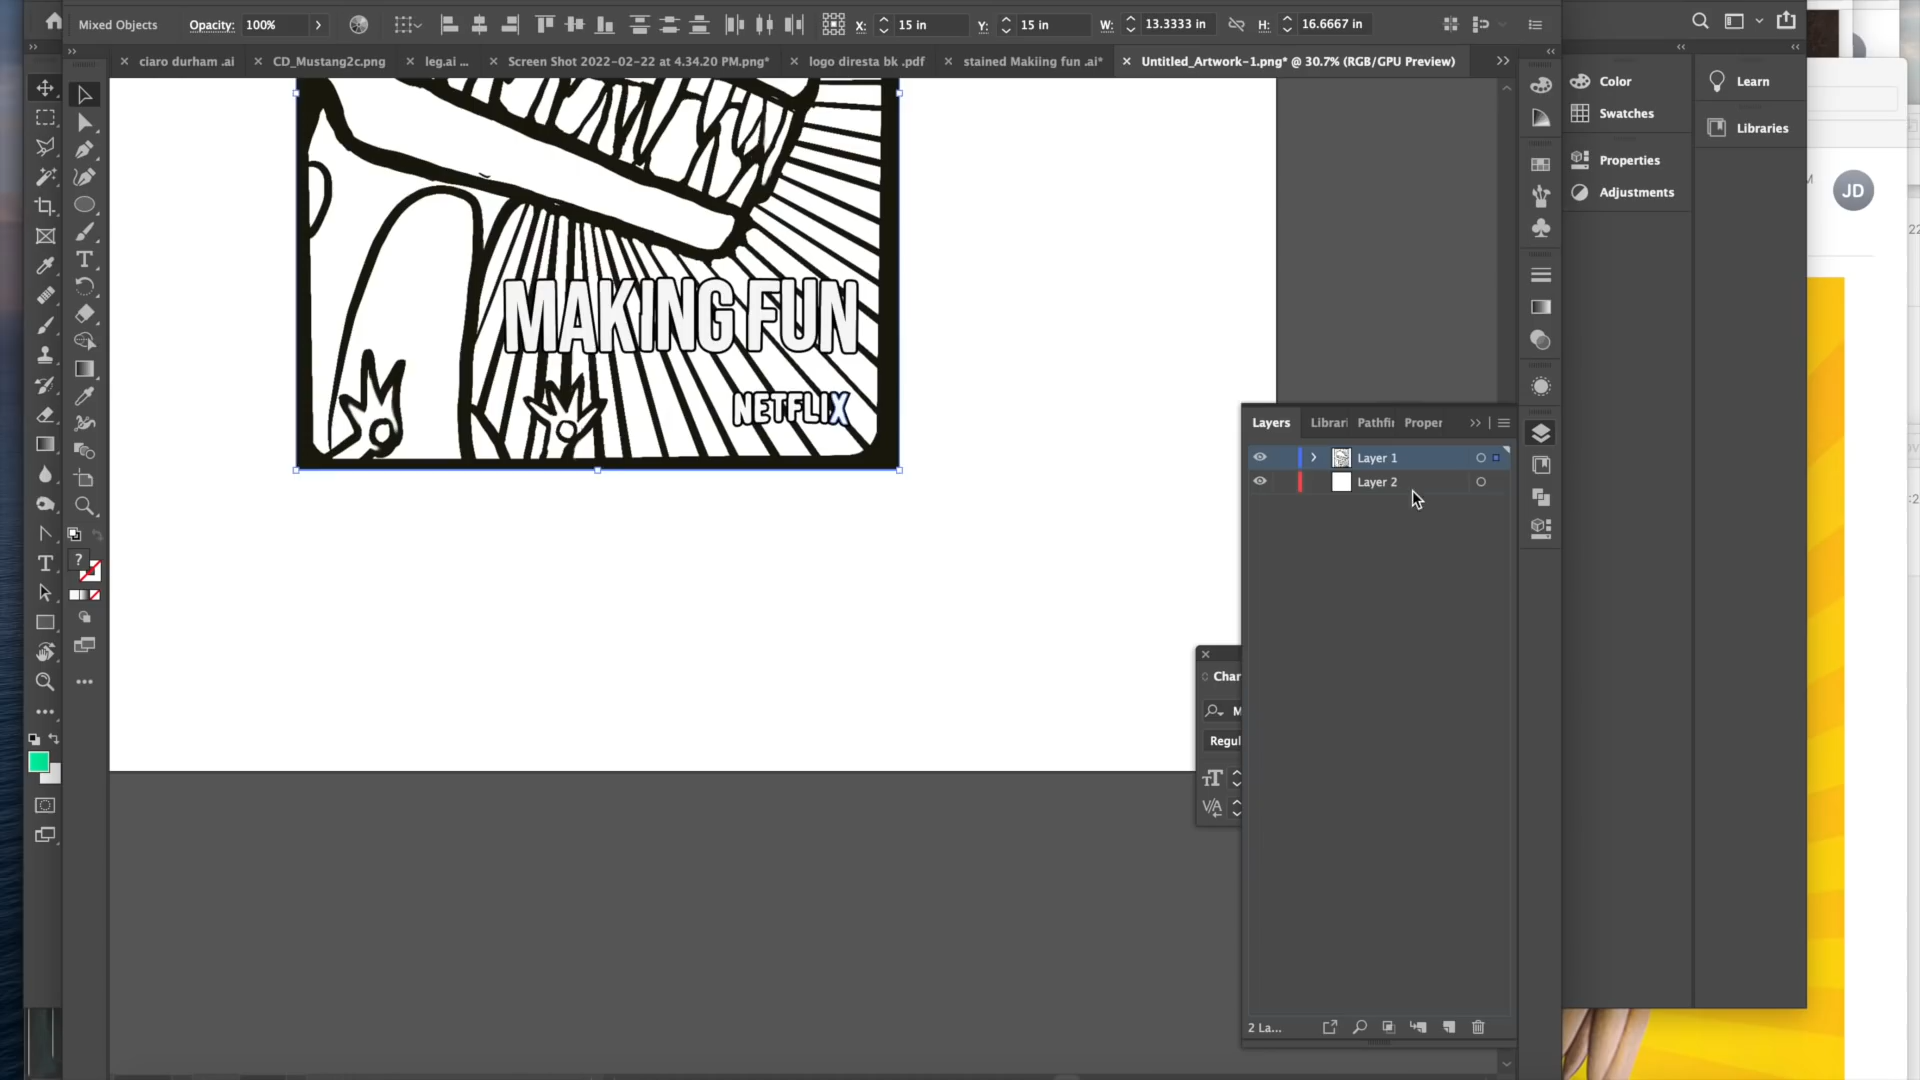 Mixed Objects Opacity: 100% X: 15 in Y: 15 in W: 13.3333 in H: 16.6667 in
ciaro durham .ai CD_Mustang2c.png leg.ai ... Screen Shot 2022-02-22 at 4.34.20 PM.png* logo diresta bk .pdf stained Makiing fun .ai* Untitled_Artwork-1.png* @ 30.7% (RGB/GPU Preview)
Color
Swatches
Properties
Adjustments
Learn
Libraries
JD
MAKING FUN
NETFLIX
Layers Librar Pathfi Proper
Layer 1
Layer 2
Char
M
Regul
2 La...